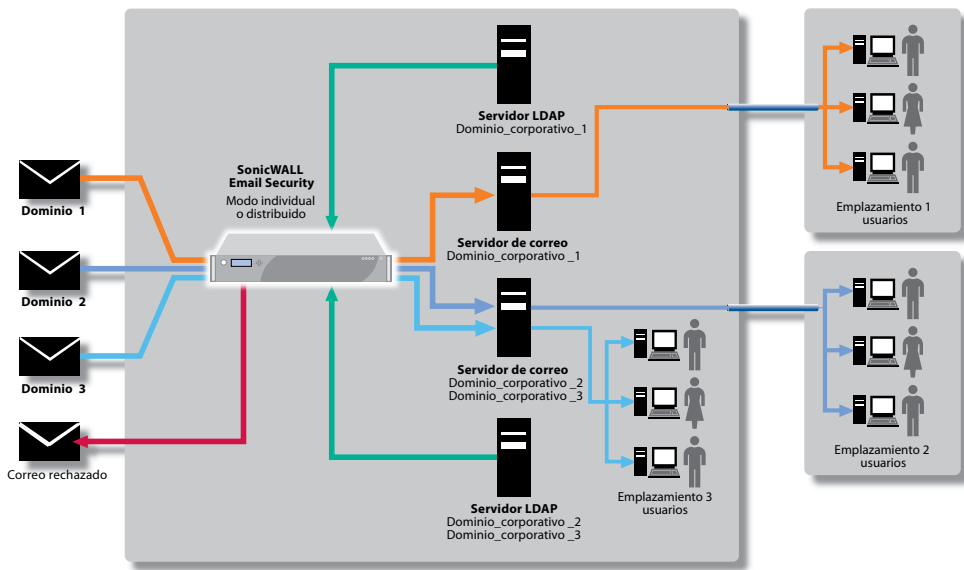 Servidor LDAP
Dominio_corporativo_1
SonicWALL
Email Security
Modo individual
o distribuido
Dominio 1
Dominio 2
Dominio 3
Correo rechazado
Servidor de correo
Dominio_corporativo _1
Servidor de correo
Dominio_corporativo _2
Dominio_corporativo _3
Servidor LDAP
Dominio_corporativo _2
Dominio_corporativo _3
Emplazamiento 3
usuarios
Emplazamiento 1
usuarios
Emplazamiento 2
usuarios